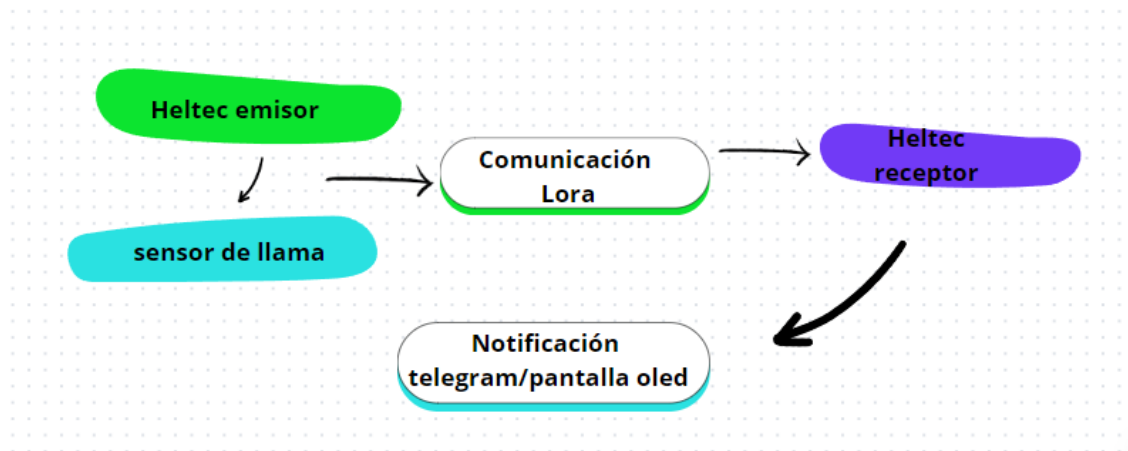 Heltec emisor
sensor de llama
Comunicación
Lora
Heltec
receptor
Notificación
telegram/pantalla oled